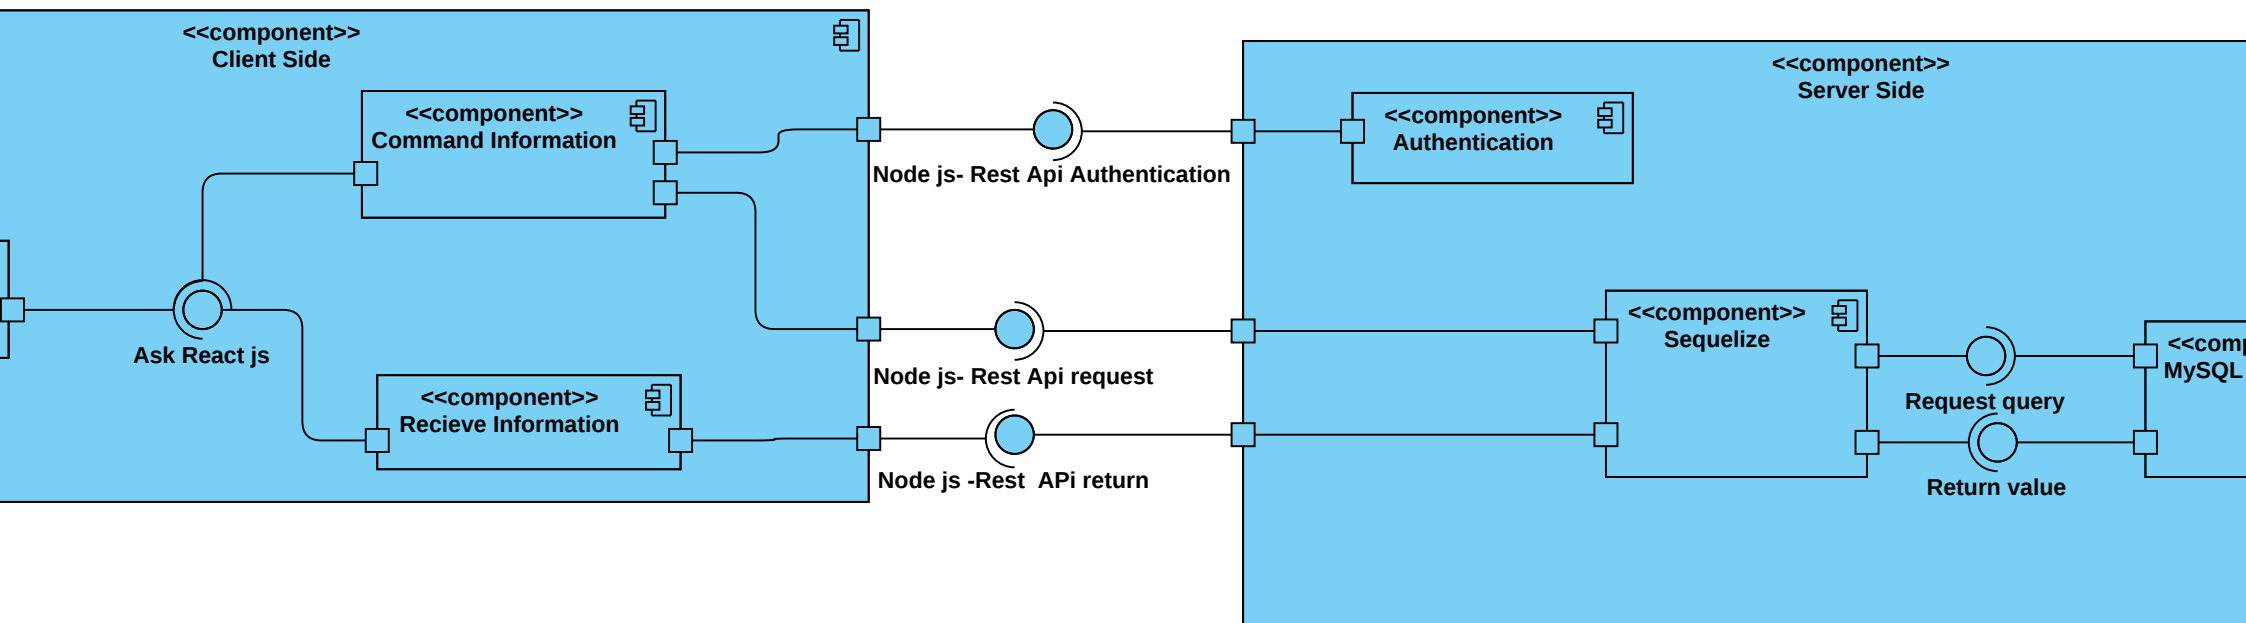 <<component>>
Client Side
<<component>>
Command Information
Ask React js
<<component>>
Recieve Information
Node js- Rest Api Authentication
Node js- Rest Api request
Node js -Rest  APi return
<<component>>
Server Side
<<component>>
Authentication
<<component>>
Sequelize
Request query
Return value
<<comp
MySQL